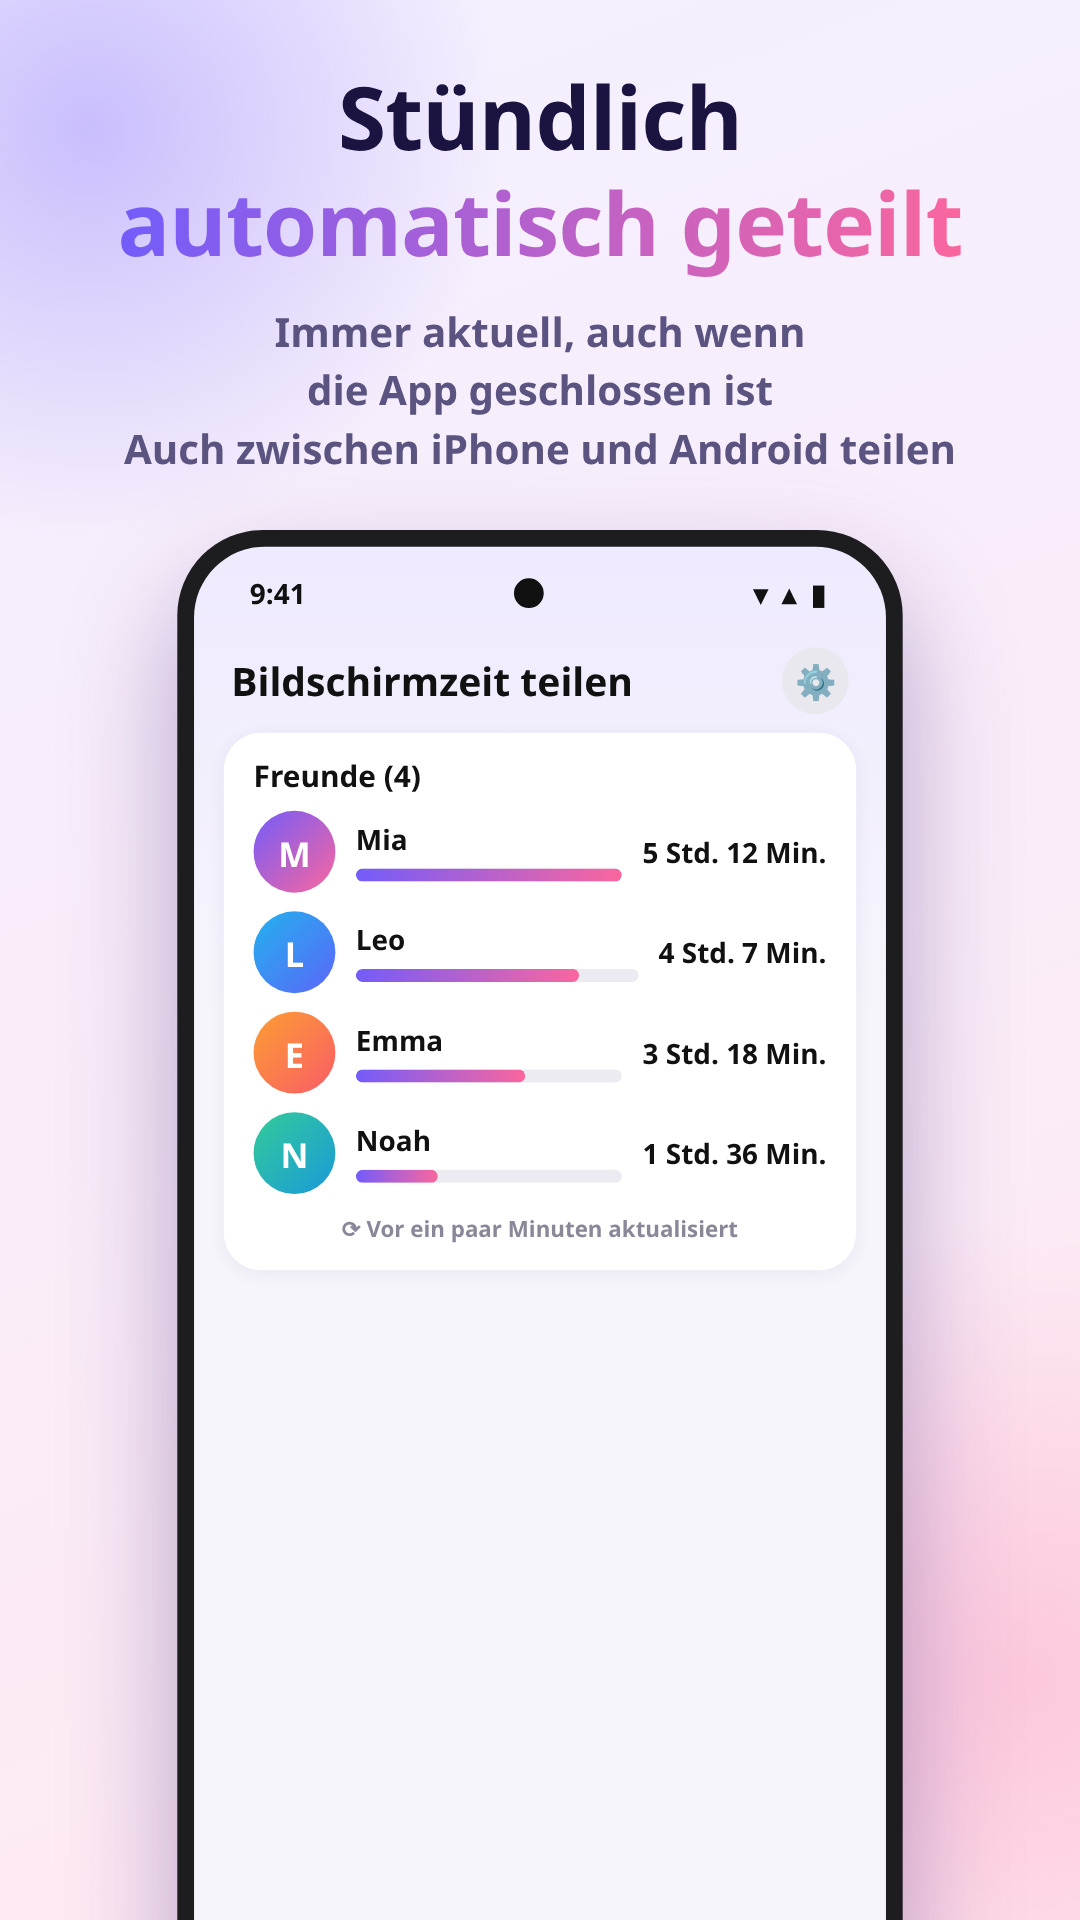 Stündlich
automatisch geteilt
Immer aktuell, auch wenn
die App geschlossen ist
Auch zwischen iPhone und Android teilen
9:41
Bildschirmzeit teilen
Freunde (4)
M
Mia
5 Std. 12 Min.
L
Leo
4 Std. 7 Min.
E
Emma
3 Std. 18 Min.
N
Noah
1 Std. 36 Min.
⟳ Vor ein paar Minuten aktualisiert